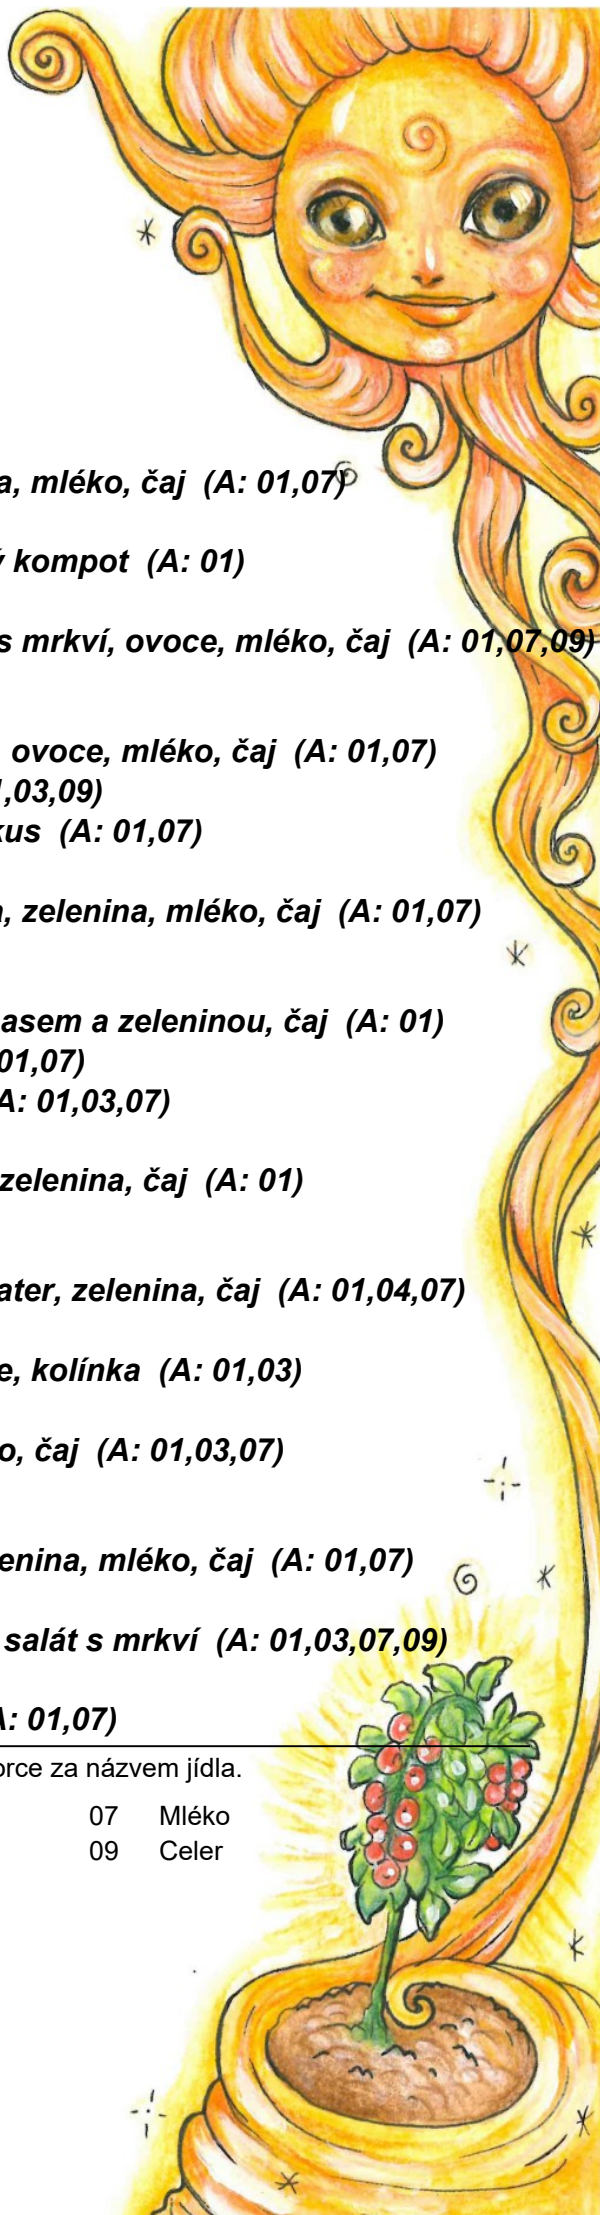 a, mléko, čaj (A: 01,07)
ý kompot (A: 01)
s mrkví, ovoce, mléko, čaj (A: 01,07,09)
ovoce, mléko, čaj (A: 01,07)
,03,09)
kus (A: 01,07)
, zelenina, mléko, čaj (A: 01,07)
asem a zeleninou, čaj (A: 01)
01,07)
A: 01,03,07)
zelenina, čaj (A: 01)
ater, zelenina, čaj (A: 01,04,07)
e, kolínka (A: 01,03)
o, čaj (A: 01,03,07)
enina, mléko, čaj (A: 01,07)
salát s mrkví (A: 01,03,07,09)
A: 01,07)
orce za názvem jídla.
07 Mléko
09 Celer